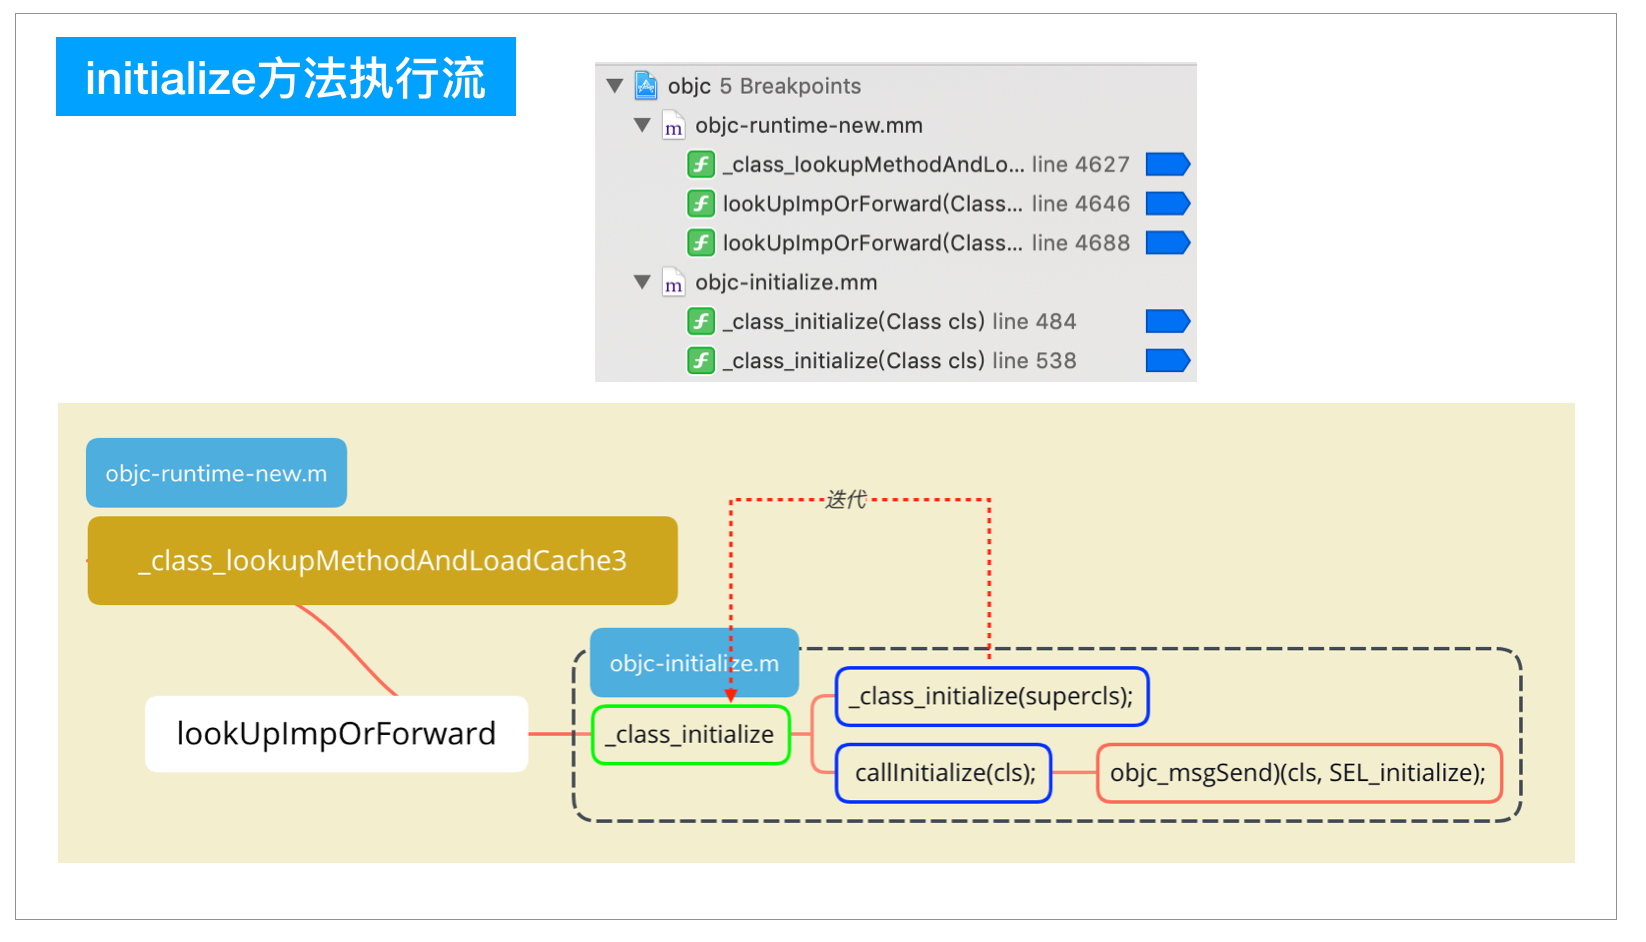 initialize方法执行流
objc 5 Breakpoints
objc-runtime-new.mm
_class_lookupMethodAndLo... line 4627
lookUpImpOrForward(Class... line 4646
lookUpImpOrForward(Class... line 4688
objc-initialize.mm
_class_initialize(Class cls) line 484
_class_initialize(Class cls) line 538
objc-runtime-new.m
迭代
_class_lookupMethodAndLoadCache3
objc-initialize.m
_class_initialize(supercls);
lookUpImpOrForward
_class_initialize
callInitialize(cls);
objc_msgSend)(cls, SEL_initialize);